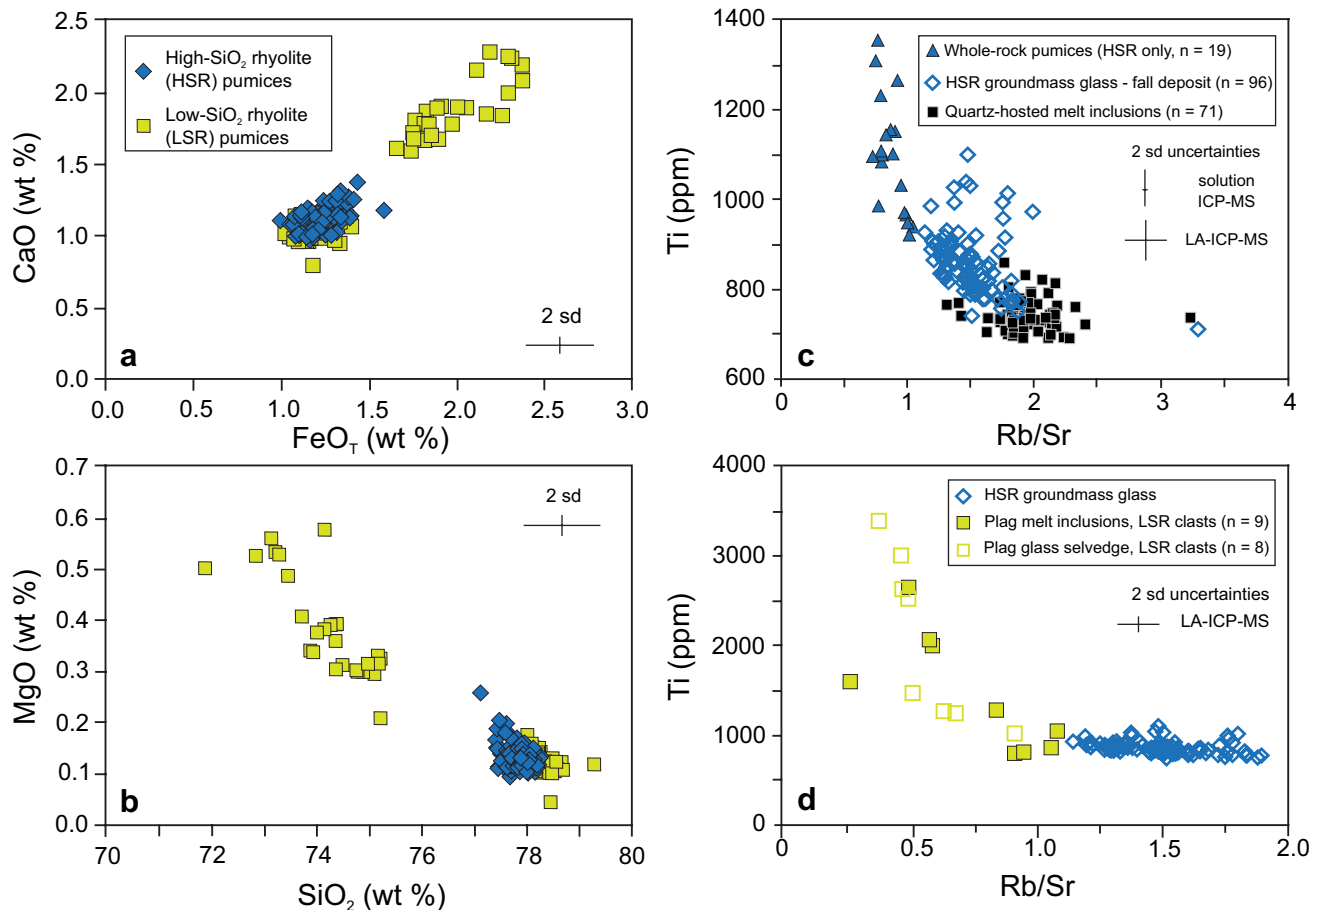 2.5
2.0
1.5
1.0
0.5
0.0
CaO (wt %)
High-SiO₂ rhyolite
(HSR) pumices
Low-SiO₂ rhyolite
(LSR) pumices
2 sd
a
0.0
0.5
1.0
1.5
2.0
2.5
3.0
FeO_T (wt %)
1400
1200
1000
800
600
Ti (ppm)
Whole-rock pumices (HSR only, n = 19)
HSR groundmass glass - fall deposit (n = 96)
Quartz-hosted melt inclusions (n = 71)
2 sd uncertainties
solution
ICP-MS
LA-ICP-MS
c
0
1
2
3
4
Rb/Sr
0.7
0.6
0.5
0.4
0.3
0.2
0.1
0.0
MgO (wt %)
2 sd
b
70
72
74
76
78
80
SiO₂ (wt %)
4000
3000
2000
1000
0
Ti (ppm)
HSR groundmass glass
Plag melt inclusions, LSR clasts (n = 9)
Plag glass selvedge, LSR clasts (n = 8)
2 sd uncertainties
LA-ICP-MS
d
0
0.5
1.0
1.5
2.0
Rb/Sr